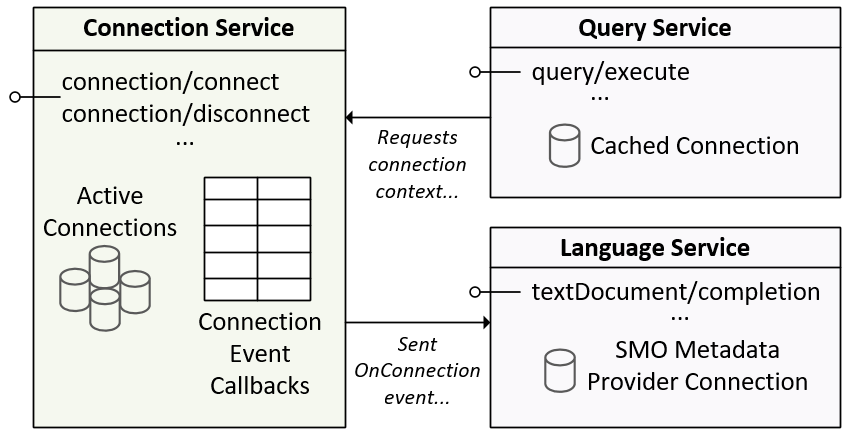 Connection Service
connection/connect
connection/disconnect
...
Active
Connections
Connection
Event
Callbacks
Requests
connection
context...
Sent
OnConnection
event...
Query Service
query/execute
...
Cached Connection
Language Service
textDocument/completion
...
SMO Metadata
Provider Connection